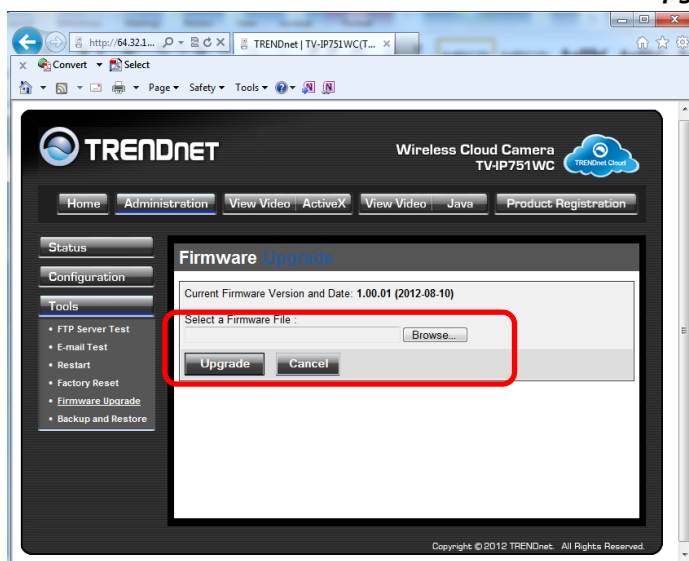 http://64.32.1...
TRENDnet | TV-IP751WC(T...
x Convert Select
Page Safety Tools
TRENDNET
Wireless Cloud Camera
TV-IP751WC
TRENDnet Cloud
Home Administration View Video ActiveX View Video Java Product Registration
Status
Configuration
Tools
• FTP Server Test
• E-mail Test
• Restart
• Factory Reset
• Firmware Upgrade
• Backup and Restore
Firmware Upgrade
Current Firmware Version and Date: 1.00.01 (2012-08-10)
Select a Firmware File :
Browse...
Upgrade Cancel
Copyright © 2012 TRENDnet. All Rights Reserved.